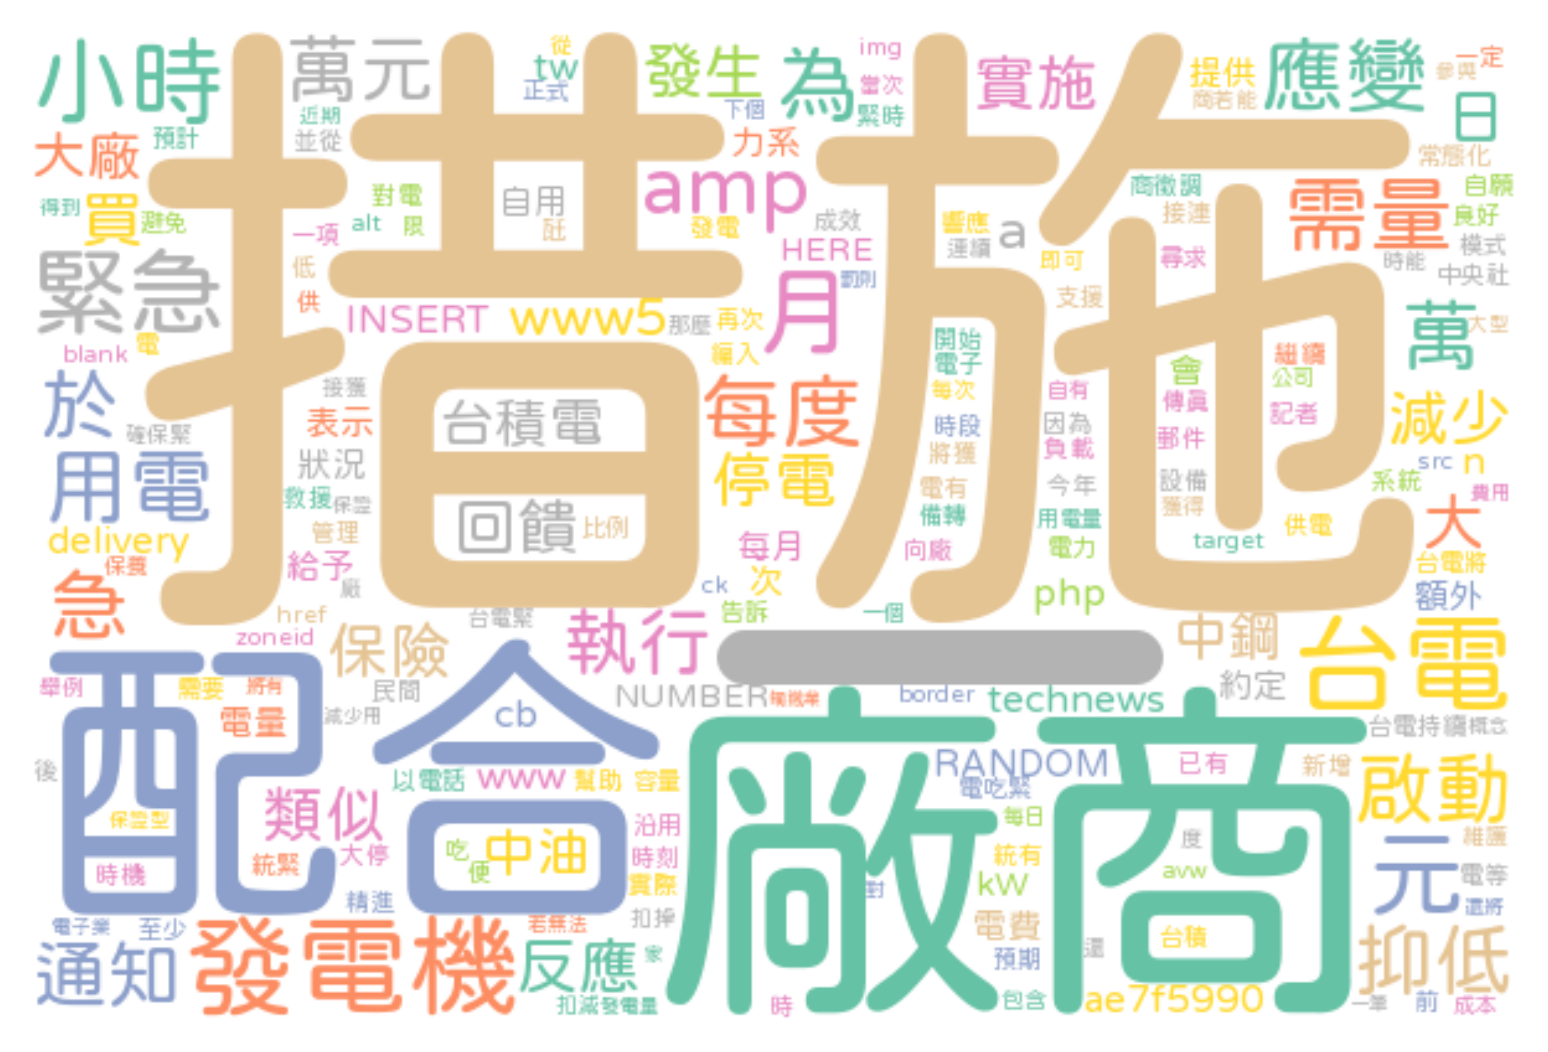 措施
配合
廠商
一
小時
萬元
tw
從
正式
發生
為
img
當次
緊時
實施
提供
商若能
應變
參與
一定
日
大廠
預計
近期
並從
下個
力系
常態化
得到
買
避免
對電
alt
限
自用
amp
發電
成效
響應
連續
a
商徵調
接連
需量
自願
良好
模式
時能
中央社
緊急
一項
低
供
HERE
月
罰則
即可
支援
尋求
INSERT
www5
那麼
再次
編入
萬
大型
blank
電
開始
電子
會
繼續
公司
於
接獲
表示
台積電
每度
每次
自有
傳真
記者
減少
確保緊
時段
因為
負載
郵件
用電
狀況
停電
將獲
src
n
系統
費用
救援
保證
管理
回饋
比例
電有
備轉
今年
用電量
設備
獲得
供電
大
delivery
保養
給予
廠
每月
向廠
電力
target
台電將
額外
急
href
zoneid
台電緊
ck
次
告訴
一個
php
保險
執行
中鋼
台電
舉例
需要
將有
民間
NUMBER
border
technews
約定
電量
減少用
cb
台電持續
概念
後
以電話
www
幫助
容量
RANDOM
電吃緊
已有
新增
啟動
保證型
類似
沿用
每日
度
元
維護
時機
統緊
大停
吃
便
中油
時刻
實際
對
統有
kW
avw
電等
還將
電子業
至少
精進
若無法
扣掉
電費
還
台積
抑低
通知
發電機
反應
家
扣減發電量
時
預期
包含
ae7f5990
一筆
前
成本